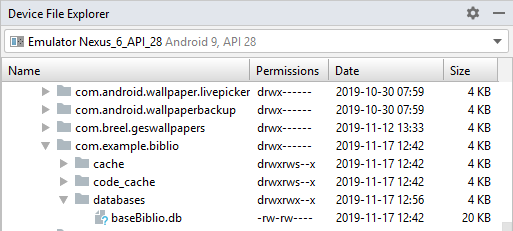 Device File Explorer
Emulator Nexus_6_API_28 Android 9, API 28
Name Permissions Date Size
com.android.wallpaper.livepicker drwx------ 2019-10-30 07:59 4 KB
com.android.wallpaperbackup drwx------ 2019-10-30 07:59 4 KB
com.breel.geswallpapers drwx------ 2019-11-12 13:33 4 KB
com.example.biblio drwx------ 2019-11-17 12:42 4 KB
cache drwxrws--x 2019-11-17 12:42 4 KB
code_cache drwxrws--x 2019-11-17 12:42 4 KB
databases drwxrwx--x 2019-11-17 12:56 4 KB
baseBiblio.db -rw-rw---- 2019-11-17 12:42 20 KB